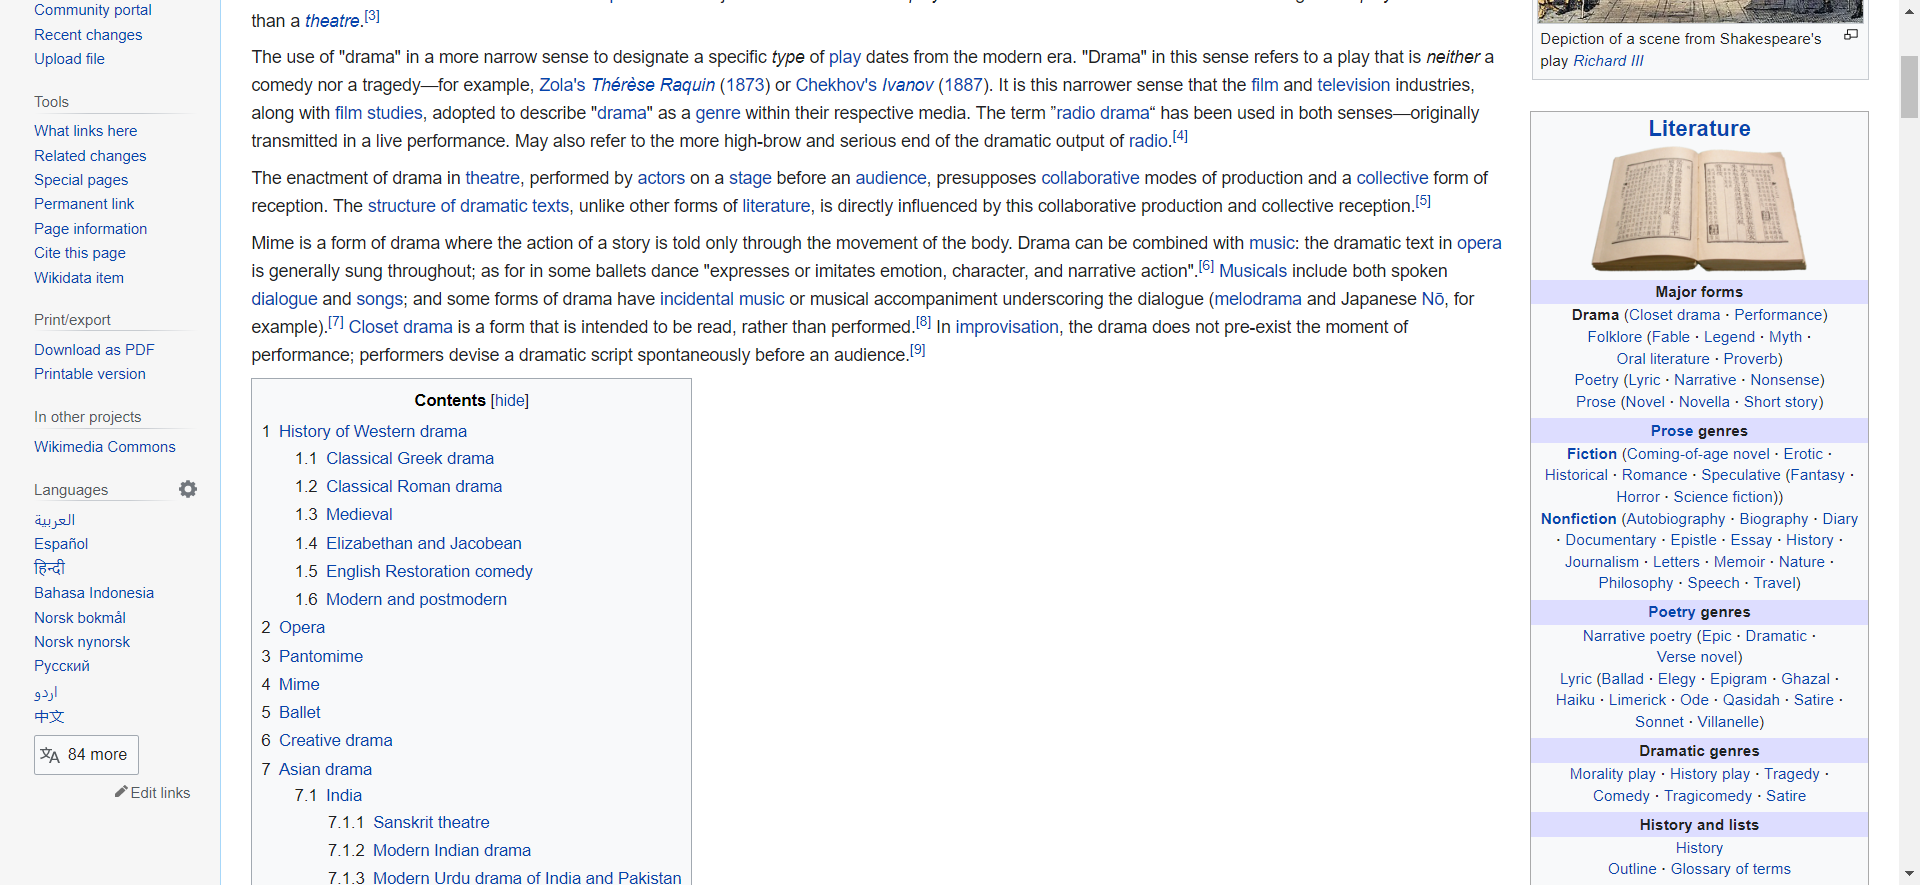 Community portal
Recent changes
Upload file
Tools
What links here
Related changes
Special pages
Permanent link
Page information
Cite this page
Wikidata item
Print/export
Download as PDF
Printable version
In other projects
Wikimedia Commons
Languages
العربية
Español
हिन्दी
Bahasa Indonesia
Norsk bokmål
Norsk nynorsk
Русский
اردو
中文
84 more
Edit links
than a theatre.[3]
The use of "drama" in a more narrow sense to designate a specific type of play dates from the modern era. "Drama" in this sense refers to a play that is neither a
comedy nor a tragedy—for example, Zola's Thérèse Raquin (1873) or Chekhov's Ivanov (1887). It is this narrower sense that the film and television industries,
along with film studies, adopted to describe "drama" as a genre within their respective media. The term ”radio drama“ has been used in both senses—originally
transmitted in a live performance. May also refer to the more high-brow and serious end of the dramatic output of radio.[4]
The enactment of drama in theatre, performed by actors on a stage before an audience, presupposes collaborative modes of production and a collective form of
reception. The structure of dramatic texts, unlike other forms of literature, is directly influenced by this collaborative production and collective reception.[5]
Mime is a form of drama where the action of a story is told only through the movement of the body. Drama can be combined with music: the dramatic text in opera
is generally sung throughout; as for in some ballets dance "expresses or imitates emotion, character, and narrative action".[6] Musicals include both spoken
dialogue and songs; and some forms of drama have incidental music or musical accompaniment underscoring the dialogue (melodrama and Japanese Nō, for
example).[7] Closet drama is a form that is intended to be read, rather than performed.[8] In improvisation, the drama does not pre-exist the moment of
performance; performers devise a dramatic script spontaneously before an audience.[9]
Contents [hide]
1 History of Western drama
1.1 Classical Greek drama
1.2 Classical Roman drama
1.3 Medieval
1.4 Elizabethan and Jacobean
1.5 English Restoration comedy
1.6 Modern and postmodern
2 Opera
3 Pantomime
4 Mime
5 Ballet
6 Creative drama
7 Asian drama
7.1 India
7.1.1 Sanskrit theatre
7.1.2 Modern Indian drama
7.1.3 Modern Urdu drama of India and Pakistan
Depiction of a scene from Shakespeare's
play Richard III
Literature
Major forms
Drama (Closet drama · Performance)
Folklore (Fable · Legend · Myth ·
Oral literature · Proverb)
Poetry (Lyric · Narrative · Nonsense)
Prose (Novel · Novella · Short story)
Prose genres
Fiction (Coming-of-age novel · Erotic ·
Historical · Romance · Speculative (Fantasy ·
Horror · Science fiction))
Nonfiction (Autobiography · Biography · Diary
· Documentary · Epistle · Essay · History ·
Journalism · Letters · Memoir · Nature ·
Philosophy · Speech · Travel)
Poetry genres
Narrative poetry (Epic · Dramatic ·
Verse novel)
Lyric (Ballad · Elegy · Epigram · Ghazal ·
Haiku · Limerick · Ode · Qasidah · Satire ·
Sonnet · Villanelle)
Dramatic genres
Morality play · History play · Tragedy ·
Comedy · Tragicomedy · Satire
History and lists
History
Outline · Glossary of terms